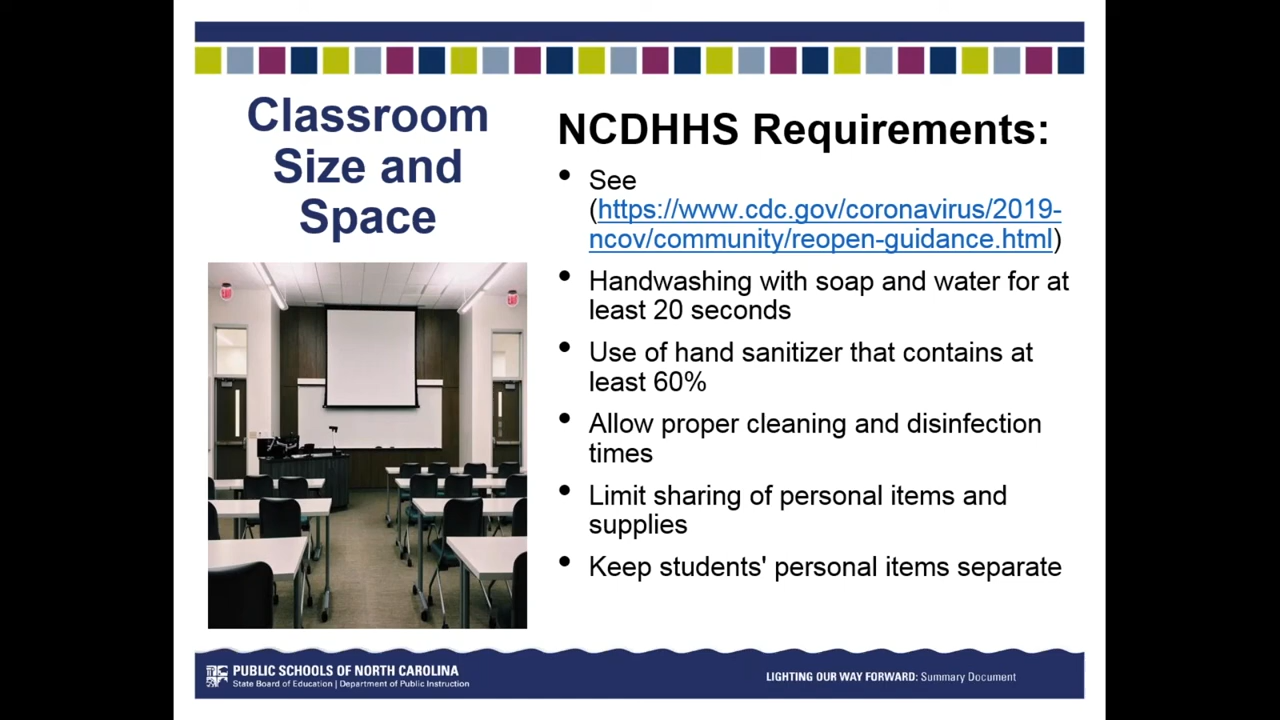 Classroom
Size and
Space
NCDHHS Requirements:
• See
(https://www.cdc.gov/coronavirus/2019-
ncov/community/reopen-guidance.html)
• Handwashing with soap and water for at
least 20 seconds
• Use of hand sanitizer that contains at
least 60%
• Allow proper cleaning and disinfection
times
• Limit sharing of personal items and
supplies
• Keep students' personal items separate
PUBLIC SCHOOLS OF NORTH CAROLINA
State Board of Education | Department of Public Instruction
LIGHTING OUR WAY FORWARD: Summary Document